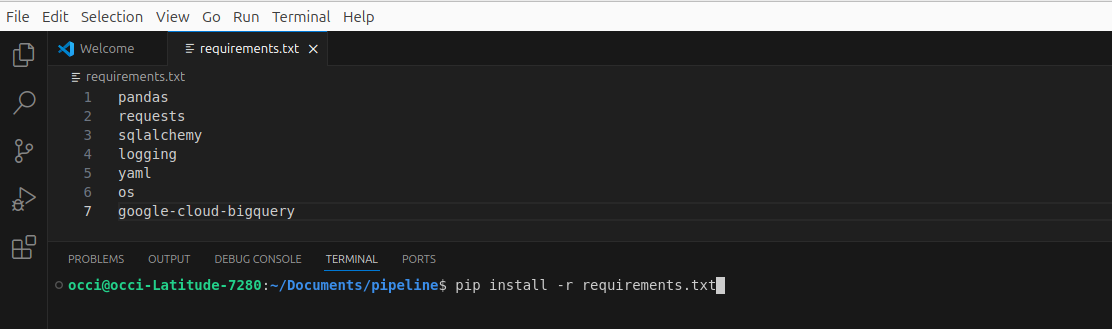 File Edit Selection View Go Run Terminal Help
Welcome requirements.txt
requirements.txt
1 pandas
2 requests
3 sqlalchemy
4 logging
5 yaml
6 os
7 google-cloud-bigquery
PROBLEMS OUTPUT DEBUG CONSOLE TERMINAL PORTS
occi@occi-Latitude-7280:~/Documents/pipeline$ pip install -r requirements.txt